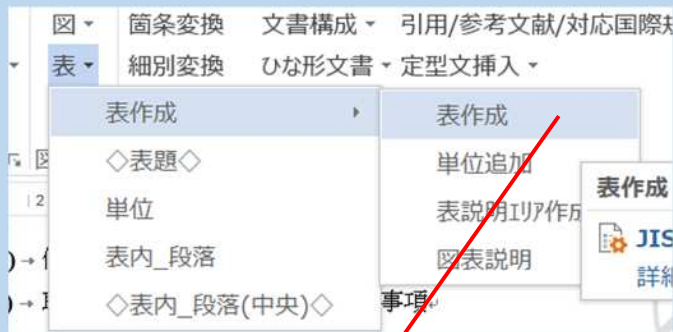 図 箇条変換 文書構成 引用/参考文献/対応国際規
表 細別変換 ひな形文書 定型文挿入
表作成 表作成
◇表題◇ 単位追加
単位 表説明エリア作成
表内_段落 図表説明
◇表内_段落(中央)◇ 事項
表作成
JIS
詳細
2